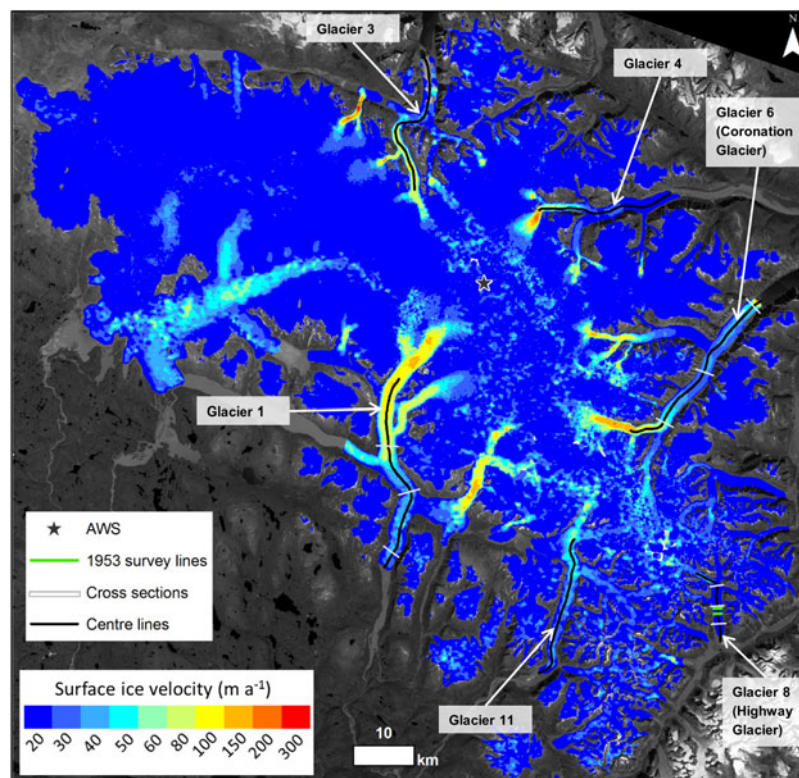 N
Glacier 3
Glacier 4
Glacier 6
(Coronation
Glacier)
Glacier 1
AWS
1953 survey lines
Cross sections
Centre lines
Surface ice velocity (m a⁻¹)
20 30 40 50 60 80 100 150 200 300
10
km
Glacier 11
Glacier 8
(Highway
Glacier)